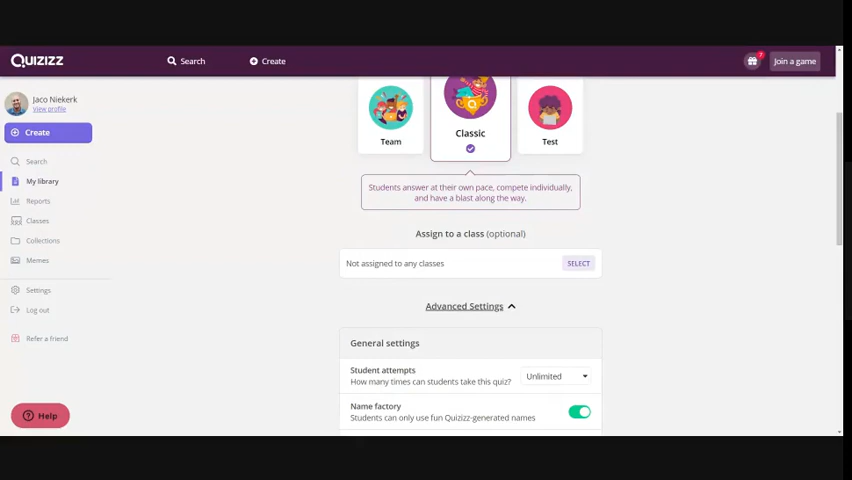 QUIZIZZ
Search
Create
7
Join a game
Jaco Niekerk
View profile
Create
Search
My library
Reports
Classes
Collections
Memes
Settings
Log out
Refer a friend
Help
Team
Classic
Test
Students answer at their own pace, compete individually,
and have a blast along the way.
Assign to a class (optional)
Not assigned to any classes
SELECT
Advanced Settings
General settings
Student attempts
How many times can students take this quiz?
Unlimited
Name factory
Students can only use fun Quizizz-generated names